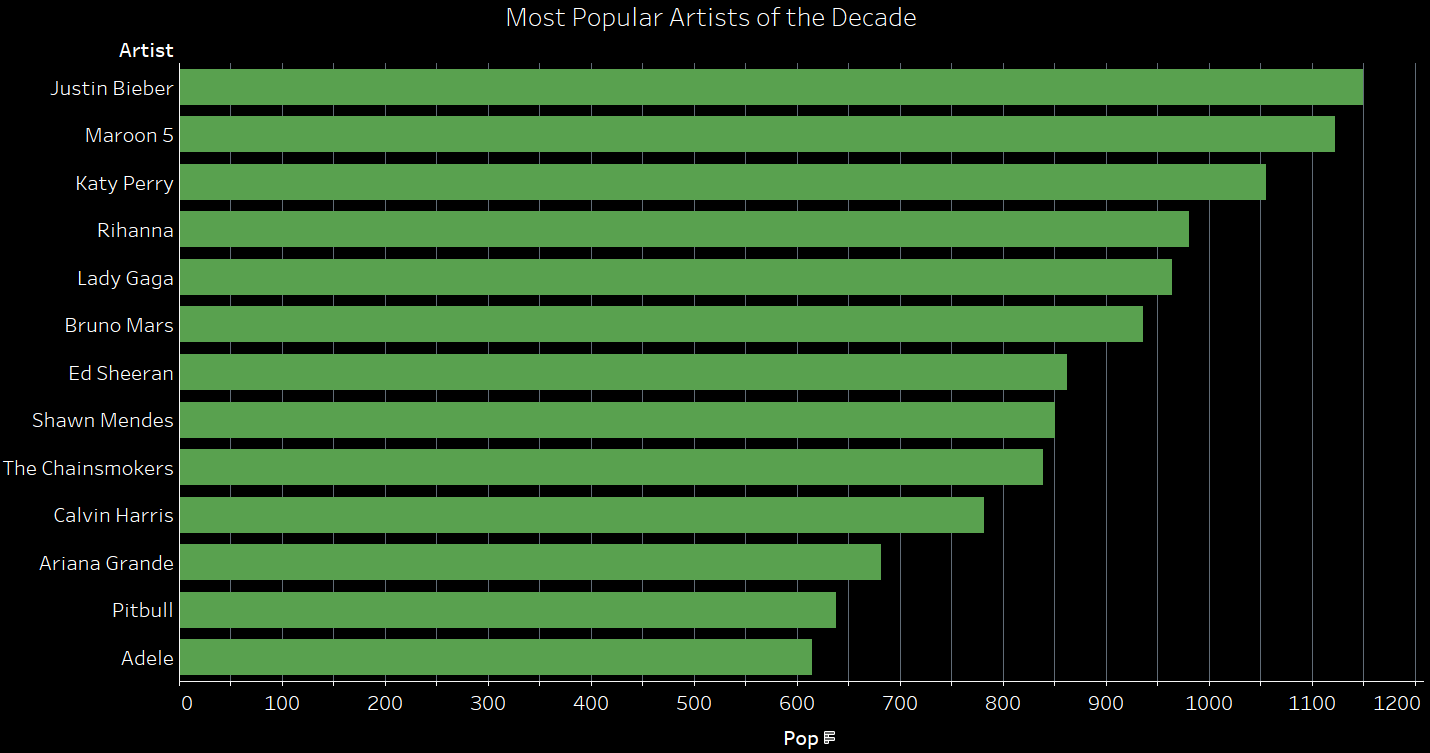 Most Popular Artists of the Decade
Artist
Justin Bieber
Maroon 5
Katy Perry
Rihanna
Lady Gaga
Bruno Mars
Ed Sheeran
Shawn Mendes
The Chainsmokers
Calvin Harris
Ariana Grande
Pitbull
Adele
0 100 200 300 400 500 600 700 800 900 1000 1100 1200
Pop